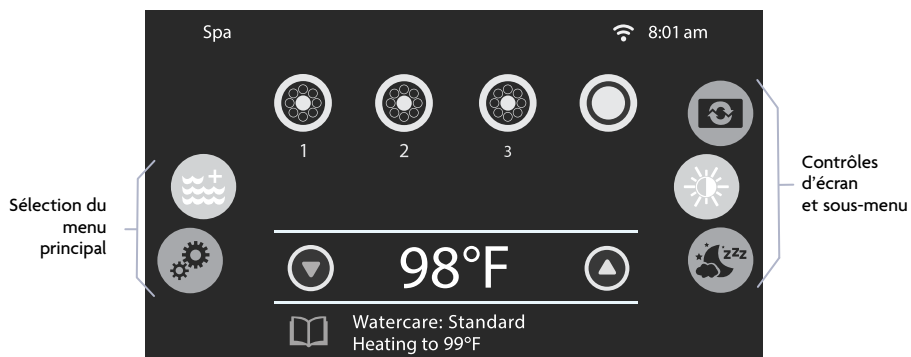 Spa
8:01 am
1
2
3
Sélection du
menu
principal
Contrôles
d'écran
et sous-menu
zzz
98°F
Watercare: Standard
Heating to 99°F